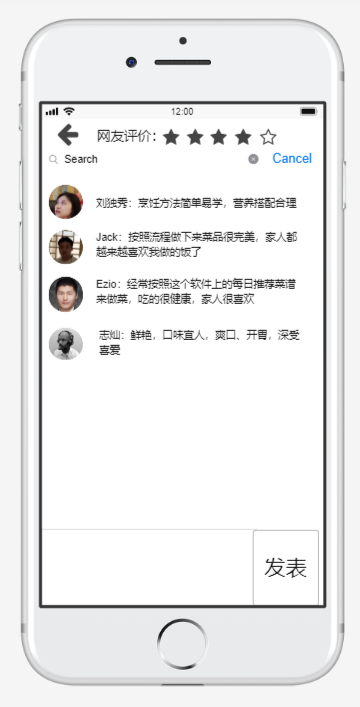 12:00
网友评价：
Search
Cancel
刘独秀：烹饪方法简单易学，营养搭配合理
Jack：按照流程做下来菜品很完美，家人都
越来越喜欢我做的饭了
Ezio：经常按照这个软件上的每日推荐菜谱
来做菜，吃的很健康，家人很喜欢
志灿：鲜艳，口味宜人，爽口、开胃，深受
喜爱
发表